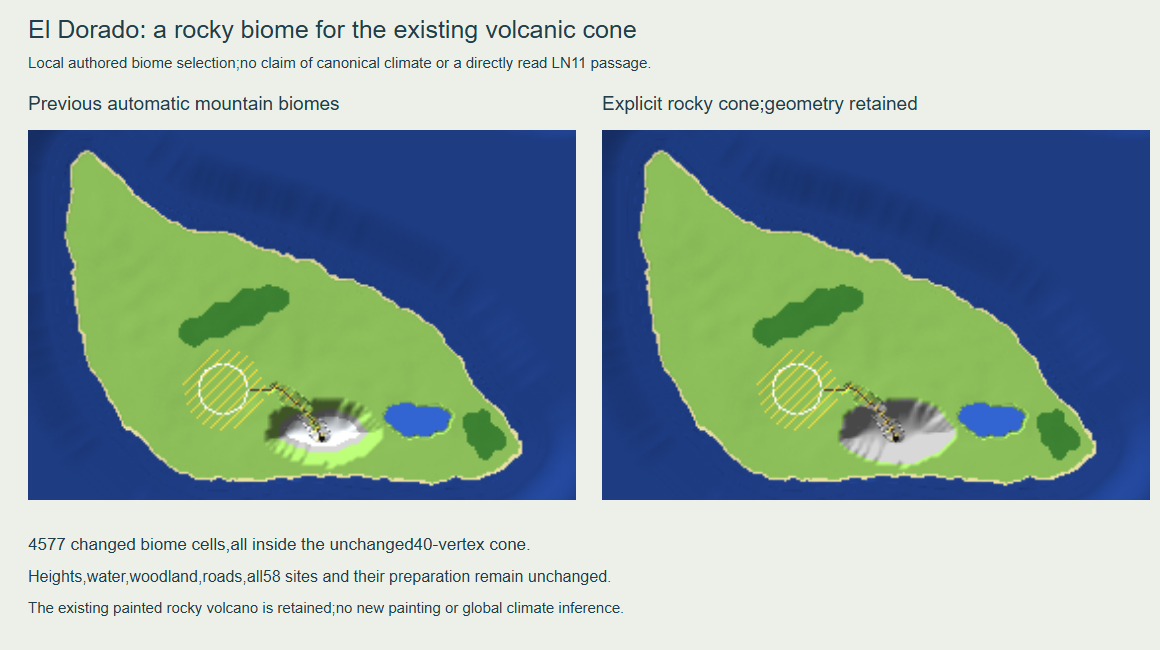 El Dorado: a rocky biome for the existing volcanic cone
Local authored biome selection;no claim of canonical climate or a directly read LN11 passage.
Previous automatic mountain biomes
Explicit rocky cone;geometry retained
4577 changed biome cells,all inside the unchanged40-vertex cone.
Heights,water,woodland,roads,all58 sites and their preparation remain unchanged.
The existing painted rocky volcano is retained;no new painting or global climate inference.